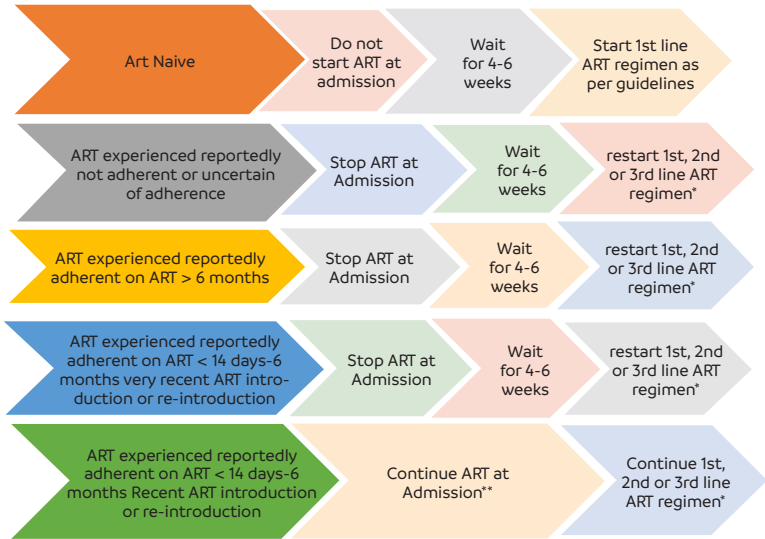 Art Naive
Do not
start ART at
admission
Wait
for 4-6
weeks
Start 1st line
ART regimen as
per guidelines
ART experienced reportedly
not adherent or uncertain
of adherence
Stop ART at
Admission
Wait
for 4-6
weeks
restart 1st, 2nd
or 3rd line ART
regimen*
ART experienced reportedly
adherent on ART > 6 months
Stop ART at
Admission
Wait
for 4-6
weeks
restart 1st, 2nd
or 3rd line ART
regimen*
ART experienced reportedly
adherent on ART < 14 days-6
months very recent ART intro-
duction or re-introduction
Stop ART at
Admission
Wait
for 4-6
weeks
restart 1st, 2nd
or 3rd line ART
regimen*
ART experienced reportedly
adherent on ART < 14 days-6
months Recent ART introduction
or re-introduction
Continue ART at
Admission**
Continue 1st,
2nd or 3rd line
ART regimen*